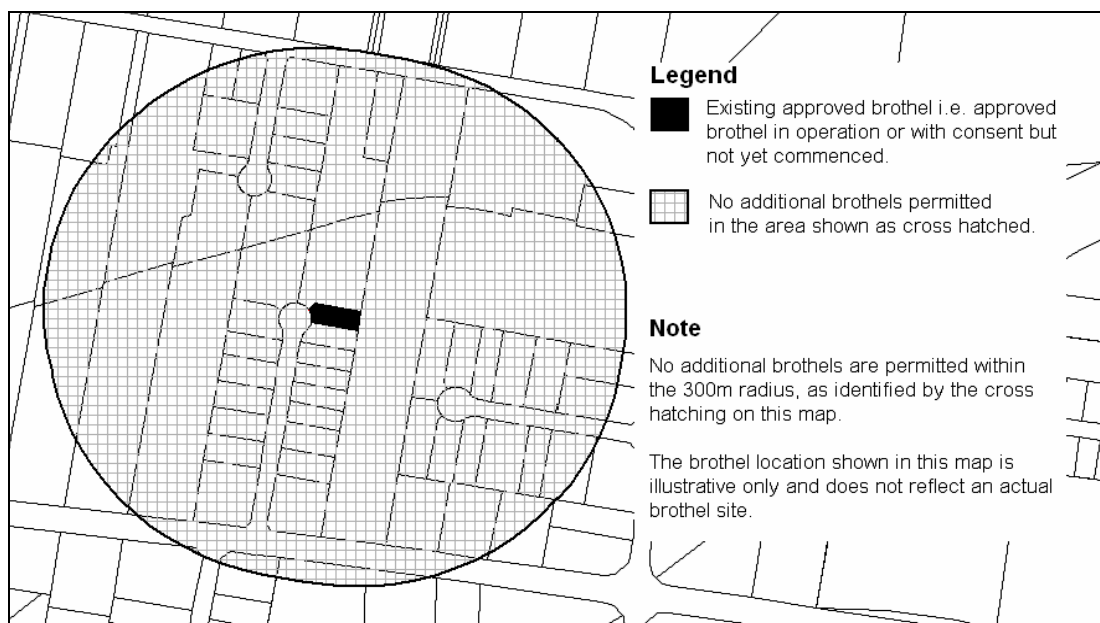 Legend
Existing approved brothel i.e. approved
brothel in operation or with consent but
not yet commenced.
No additional brothels permitted
in the area shown as cross hatched.
Note
No additional brothels are permitted within
the 300m radius, as identified by the cross
hatching on this map.
The brothel location shown in this map is
illustrative only and does not reflect an actual
brothel site.